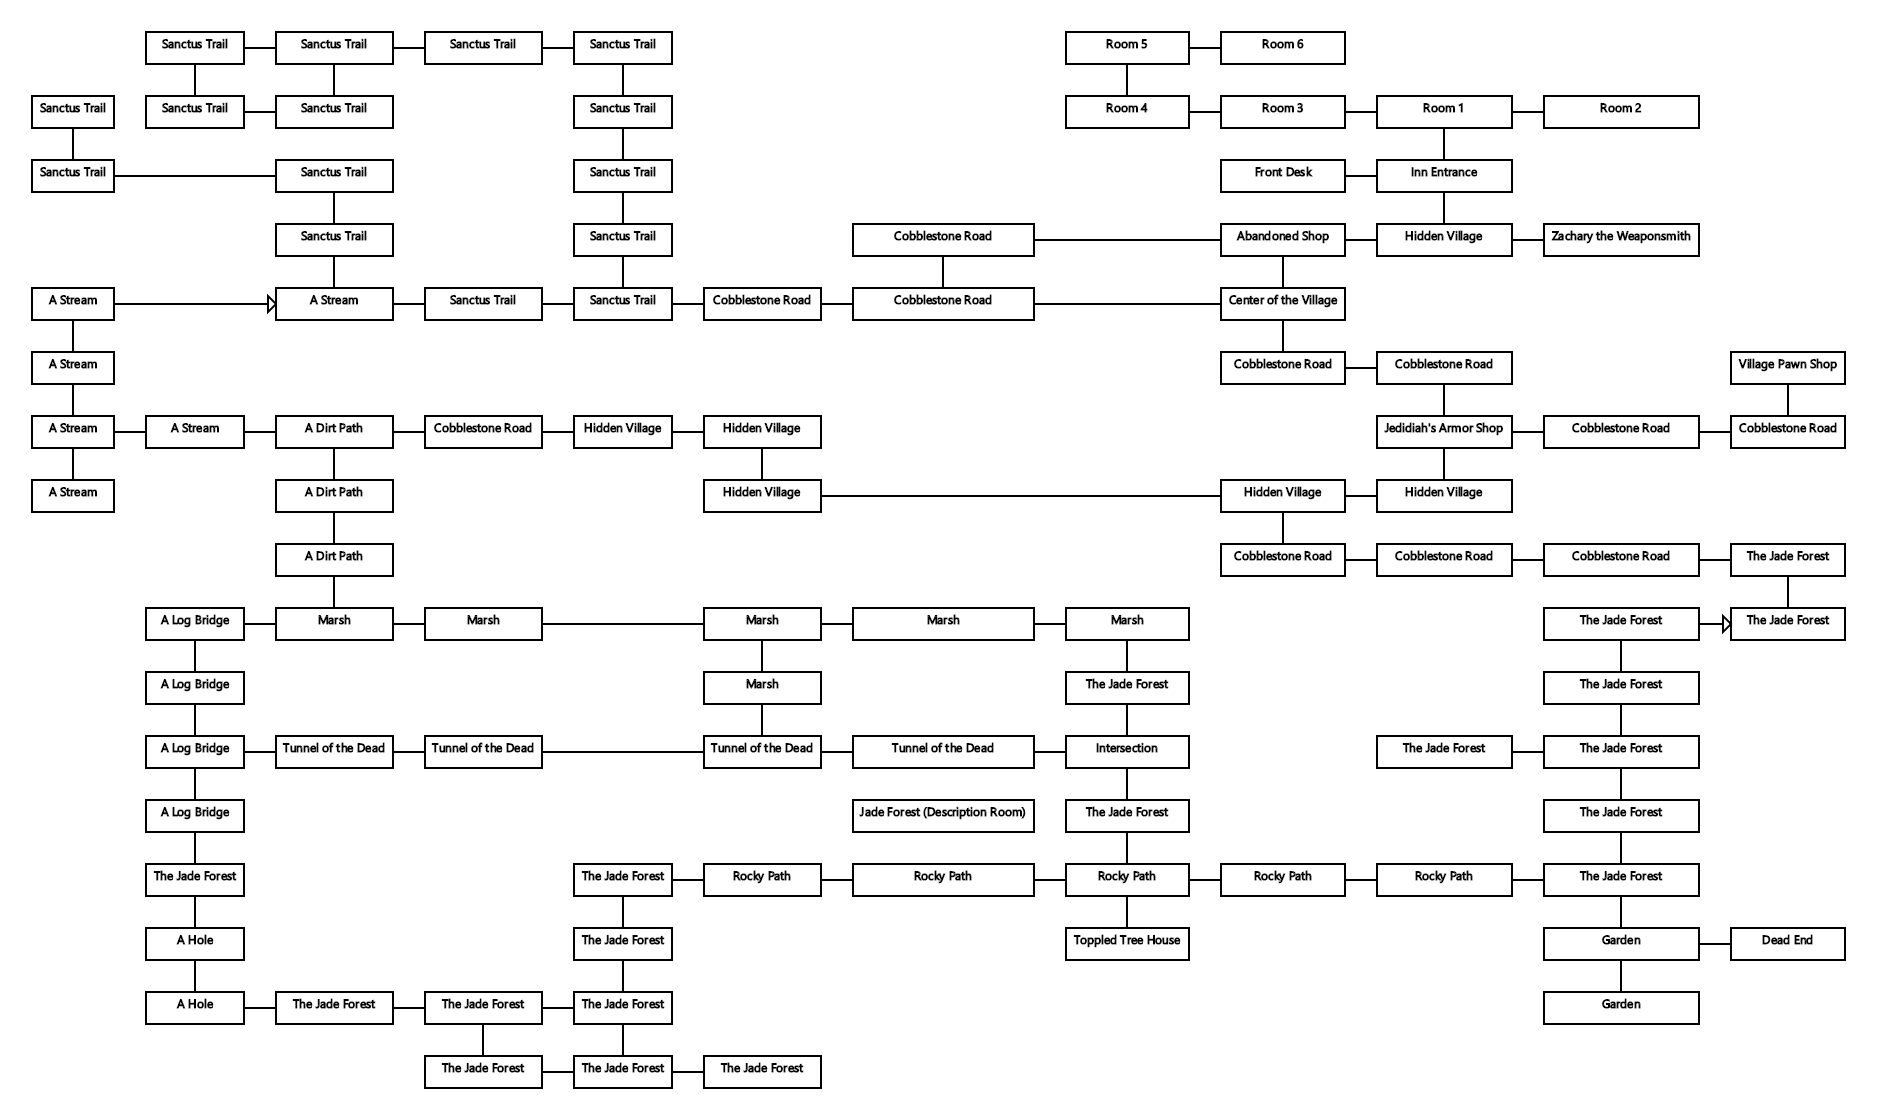 Sanctus Trail Sanctus Trail Sanctus Trail Sanctus Trail Room 5 Room 6
Sanctus Trail Sanctus Trail Sanctus Trail Sanctus Trail Room 4 Room 3 Room 1 Room 2
Sanctus Trail Sanctus Trail Sanctus Trail Front Desk Inn Entrance
Sanctus Trail Sanctus Trail Cobblestone Road Abandoned Shop Hidden Village Zachary the Weaponsmith
A Stream A Stream Sanctus Trail Sanctus Trail Cobblestone Road Cobblestone Road Center of the Village
A Stream Cobblestone Road Cobblestone Road Village Pawn Shop
A Stream A Stream A Dirt Path Cobblestone Road Hidden Village Hidden Village Jedidiah's Armor Shop Cobblestone Road Cobblestone Road
A Stream A Dirt Path Hidden Village Hidden Village Hidden Village
A Dirt Path Cobblestone Road Cobblestone Road Cobblestone Road The Jade Forest
A Log Bridge Marsh Marsh Marsh Marsh Marsh The Jade Forest The Jade Forest
A Log Bridge Marsh The Jade Forest The Jade Forest
A Log Bridge Tunnel of the Dead Tunnel of the Dead Tunnel of the Dead Tunnel of the Dead Intersection The Jade Forest The Jade Forest
A Log Bridge Jade Forest (Description Room) The Jade Forest The Jade Forest
The Jade Forest The Jade Forest Rocky Path Rocky Path Rocky Path Rocky Path Rocky Path The Jade Forest
A Hole The Jade Forest Toppled Tree House Garden Dead End
A Hole The Jade Forest The Jade Forest The Jade Forest Garden
The Jade Forest The Jade Forest The Jade Forest